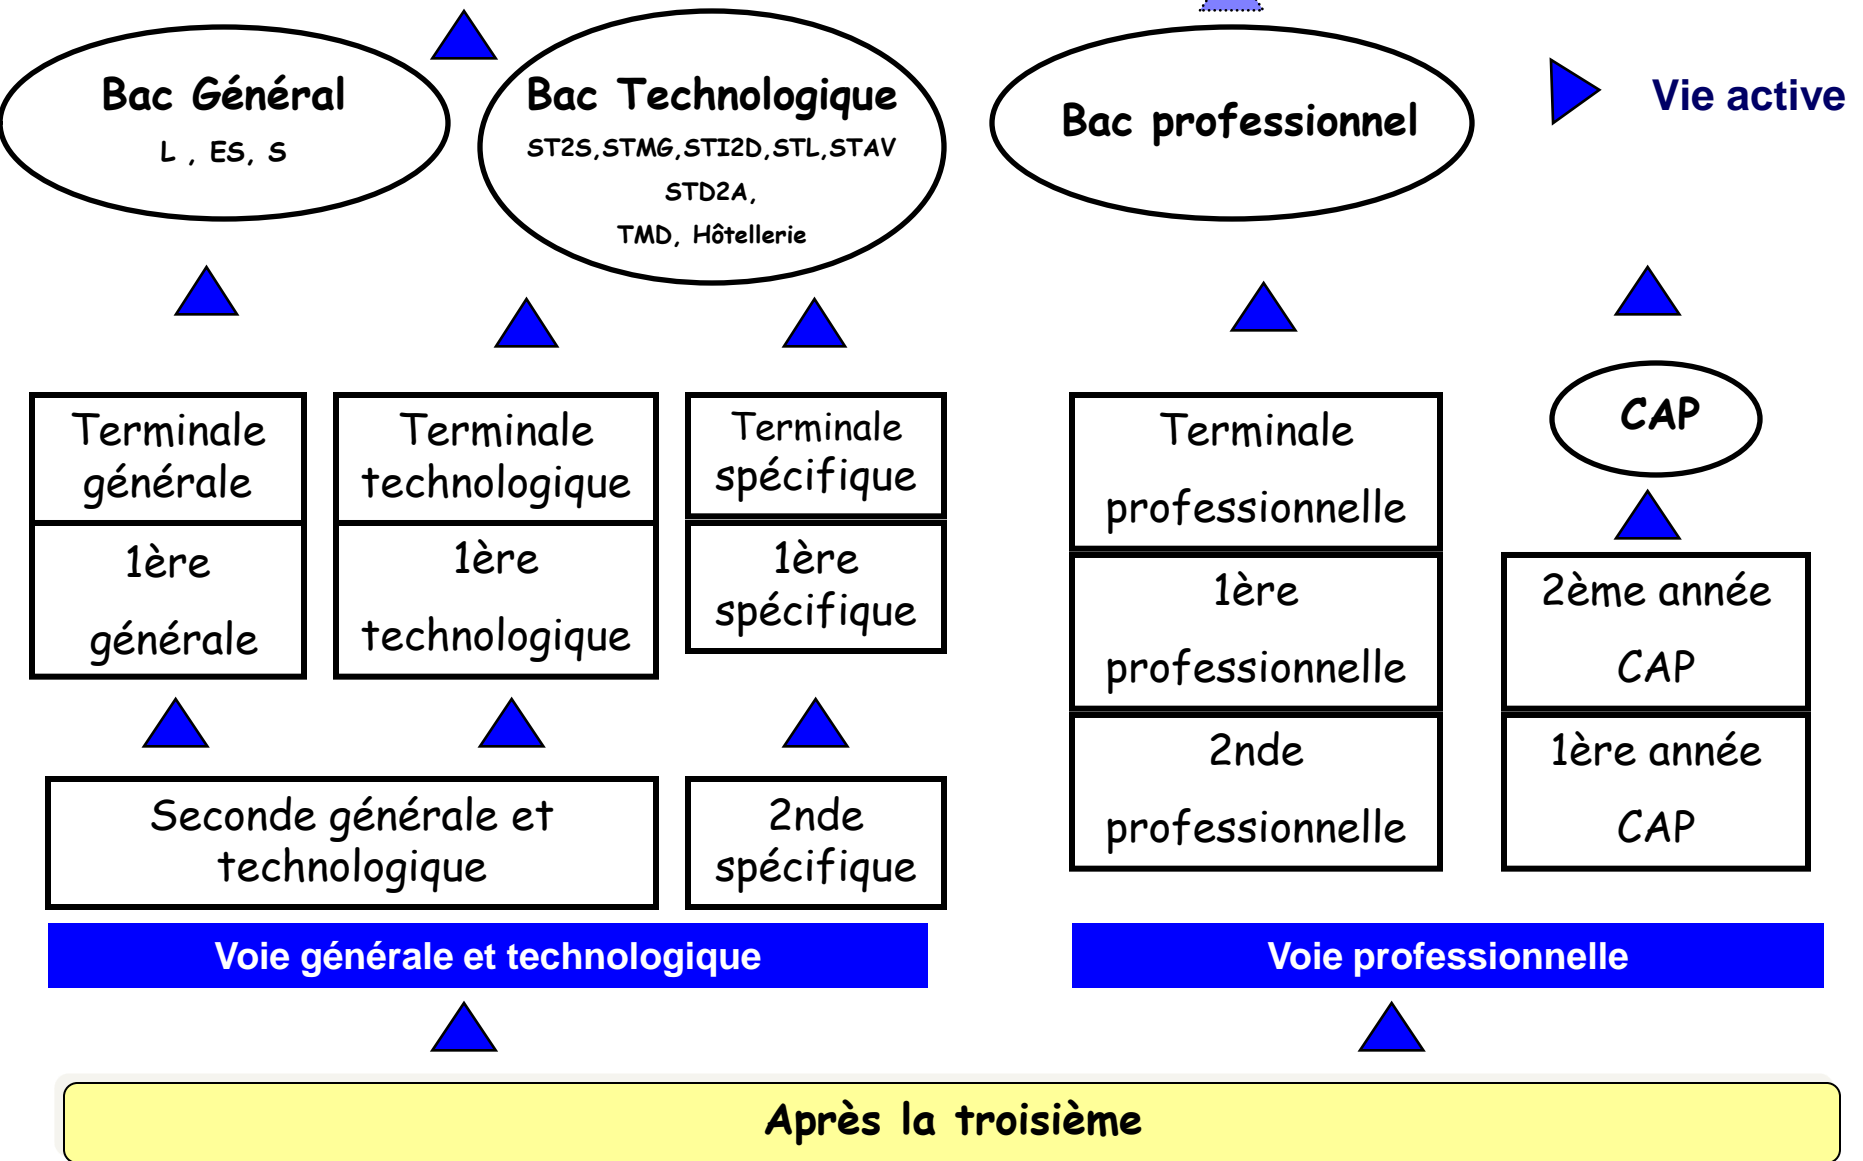 Bac Général
L , ES, S
Bac Technologique
ST2S,STMG,STI2D,STL,STAV
STD2A,
TMD, Hôtellerie
Bac professionnel
Vie active
Terminale
générale
1ère
générale
Terminale
technologique
1ère
technologique
Terminale
spécifique
1ère
spécifique
Terminale
professionnelle
1ère
professionnelle
2nde
professionnelle
CAP
2ème année
CAP
1ère année
CAP
Seconde générale et
technologique
2nde
spécifique
Voie générale et technologique
Voie professionnelle
Après la troisième